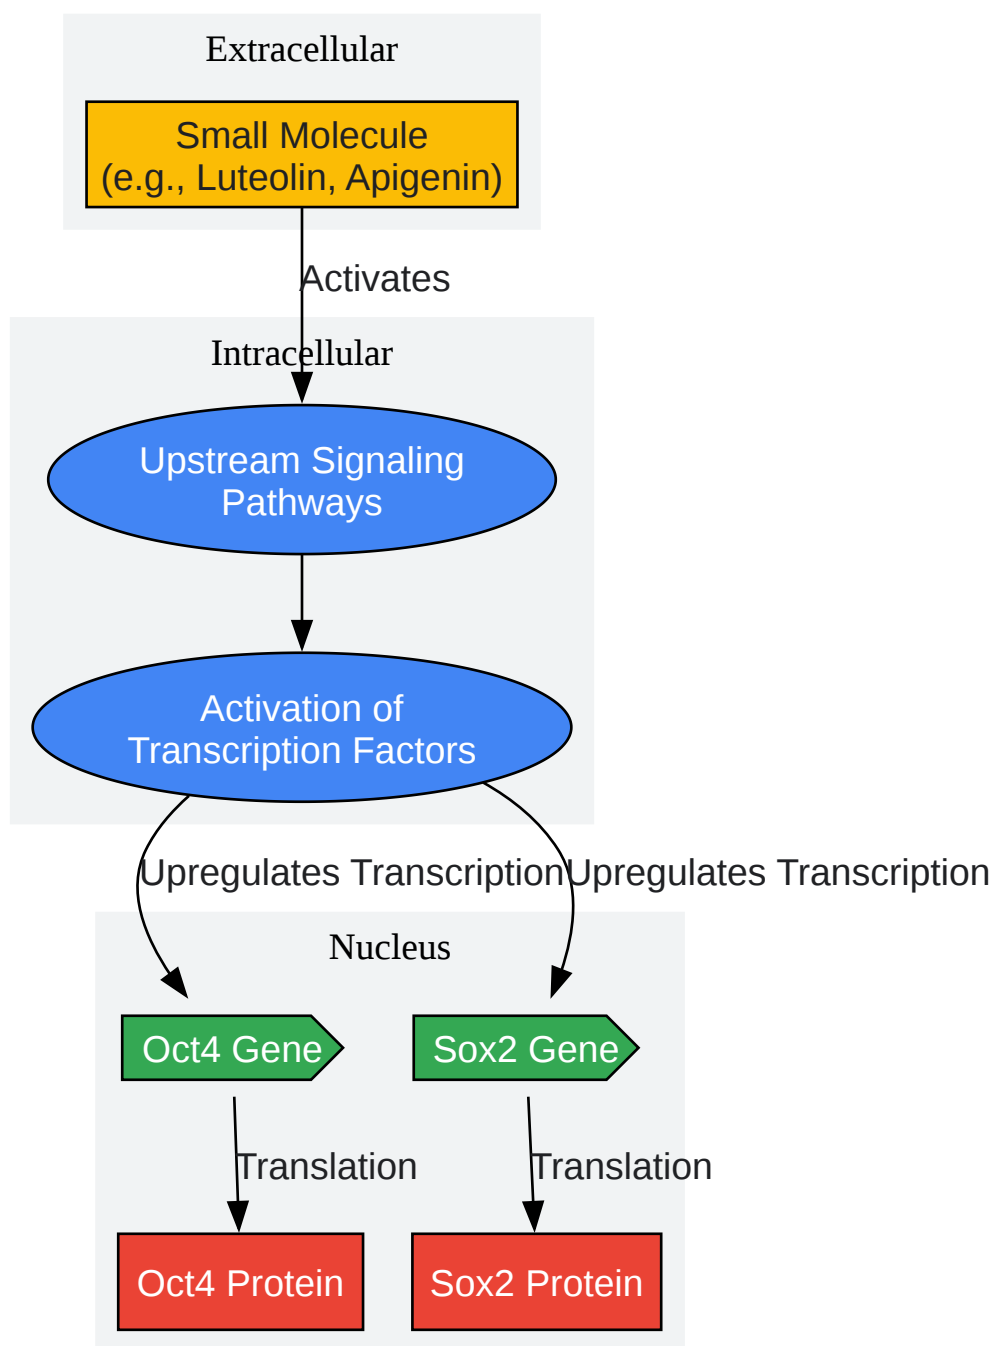 Extracellular
Small Molecule
(e.g., Luteolin, Apigenin)
Activates
Intracellular
Upstream Signaling
Pathways
Activation of
Transcription Factors
Upregulates Transcription
Upregulates Transcription
Nucleus
Oct4 Gene
Sox2 Gene
Translation
Translation
Oct4 Protein
Sox2 Protein